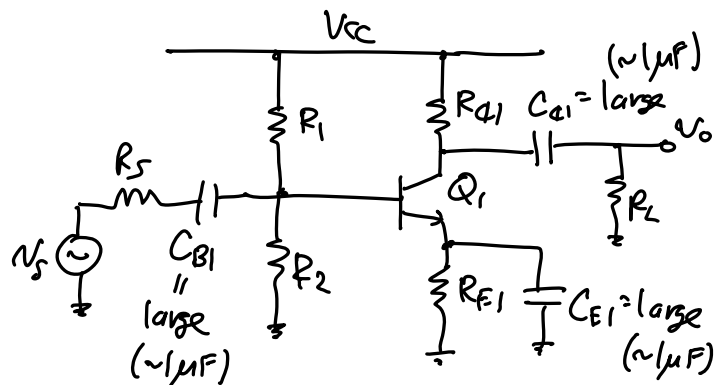 Vcc
R1
RC1
CC1 = large
(~1μF)
vo
RS
CB1
=
large
(~1μF)
vs
R2
Q1
RL
RE1
CE1 = large
(~1μF)